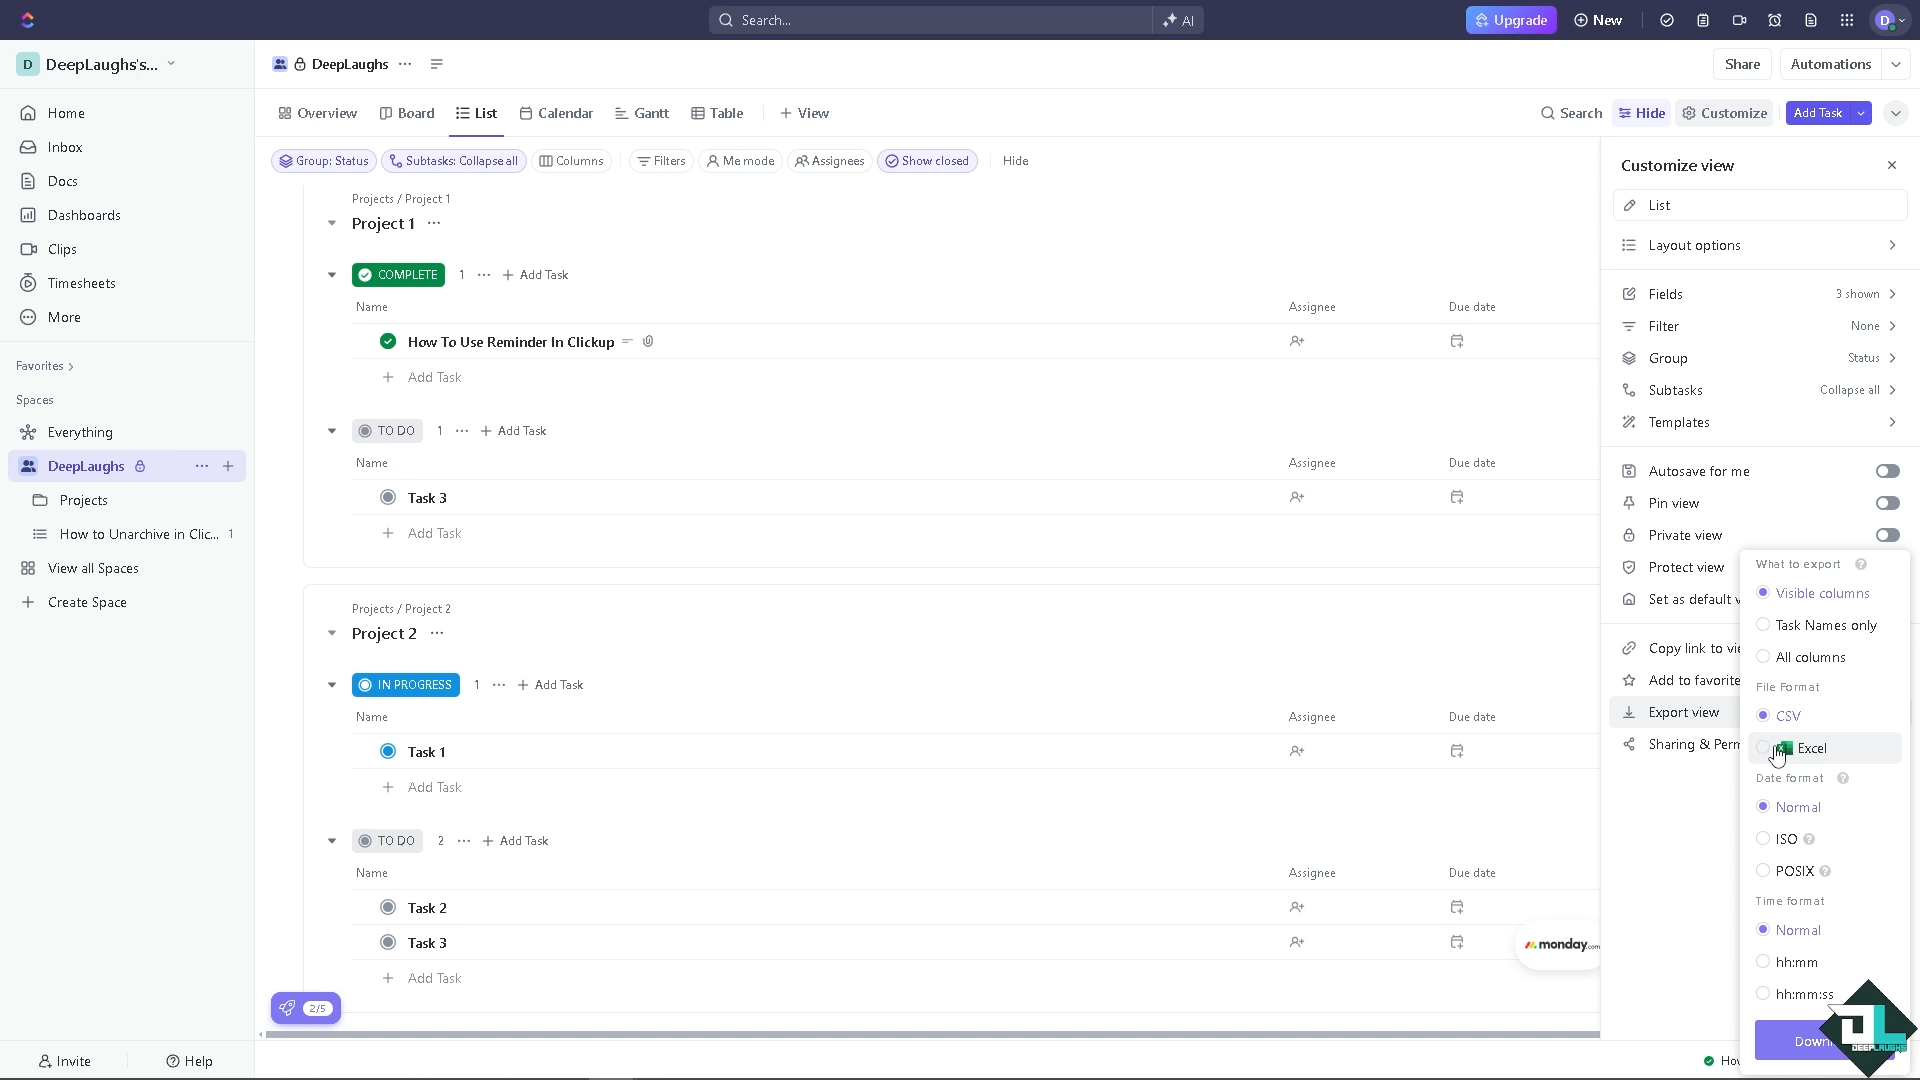 Search...
AI
Upgrade
New
D
D DeepLaughs's...
Home
Inbox
Docs
Dashboards
Clips
Timesheets
More
Favorites
Spaces
Everything
DeepLaughs
Projects
How to Unarchive in Clic... 1
View all Spaces
Create Space
Invite
Help
DeepLaughs
Share
Automations
Overview
Board
List
Calendar
Gantt
Table
View
Search
Hide
Customize
Add Task
Group: Status
Subtasks: Collapse all
Columns
Filters
Me mode
Assignees
Show closed
Hide
Projects / Project 1
Project 1
COMPLETE 1 Add Task
Name Assignee Due date
How To Use Reminder In Clickup
Add Task
TO DO 1 Add Task
Name Assignee Due date
Task 3
Add Task
Projects / Project 2
Project 2
IN PROGRESS 1 Add Task
Name Assignee Due date
Task 1
Add Task
TO DO 2 Add Task
Name Assignee Due date
Task 2
Task 3
Add Task
2/5
monday.com
Customize view
List
Layout options
Fields 3 shown
Filter None
Group Status
Subtasks Collapse all
Templates
Autosave for me
Pin view
Private view
Protect view
Set as default v
Copy link to vie
Add to favorite
Export view
Sharing & Perm
What to export
Visible columns
Task Names only
All columns
File Format
CSV
Excel
Date format
Normal
ISO
POSIX
Time format
Normal
hh:mm
hh:mm:ss
Down
How
DEEPLAUGHS